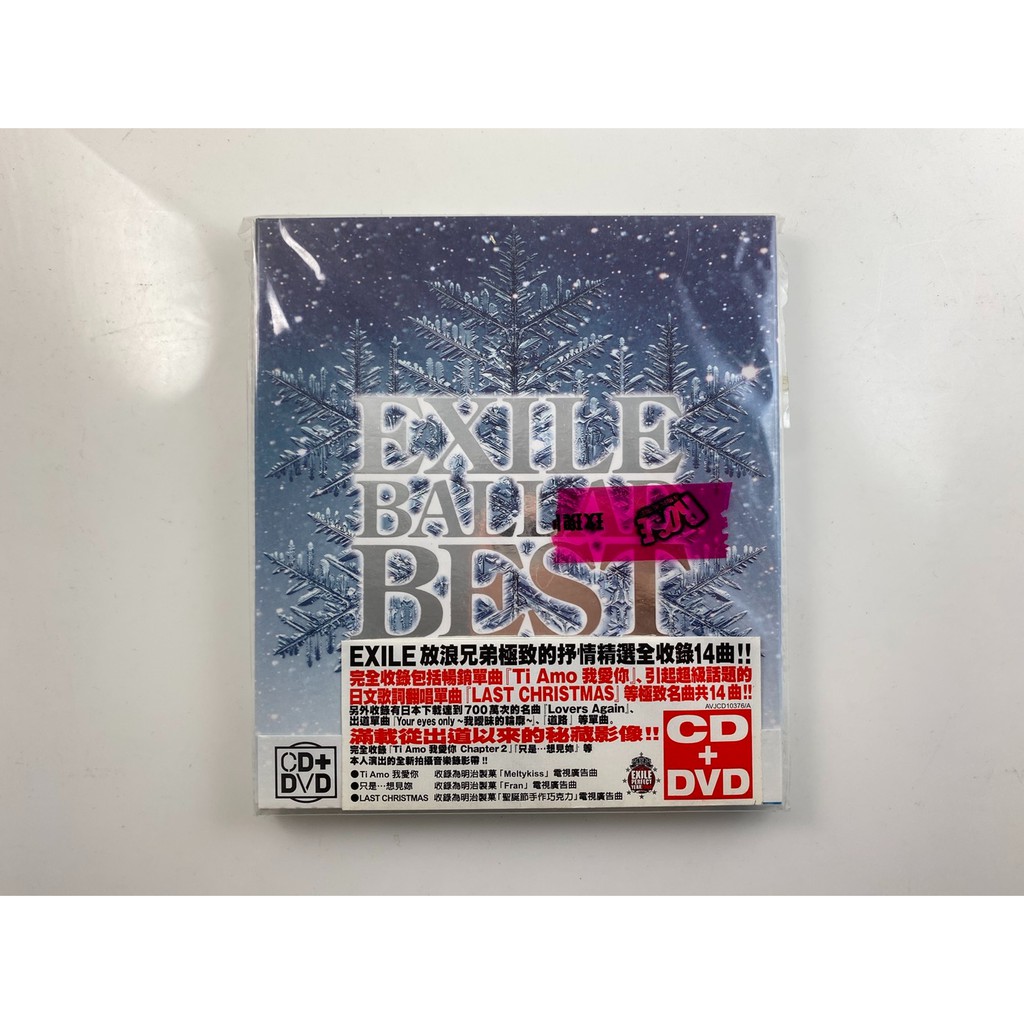 EXILE
BALLAD
BEST
玫瑰
EXILE 放浪兄弟極致的抒情精選全收錄14曲!!
完全收錄包括暢銷單曲『Ti Amo 我愛你』、引起超級話題的
日文歌詞翻唱單曲『LAST CHRISTMAS』等極致名曲共14曲!!
AVJCD10376/A
另外收錄有日本下載達到700萬次的名曲『Lovers Again』、
出道單曲『Your eyes only ~我曖昧的輪廓~』、『道路』等單曲。
滿載從出道以來的秘藏影像!!
完全收錄『Ti Amo 我愛你 Chapter 2』『只是…想見妳』等
本人演出的全新拍攝音樂錄影帶!!
●Ti Amo 我愛你 收錄為明治製菓「Meltykiss」電視廣告曲
●只是…想見妳 收錄為明治製菓「Fran」電視廣告曲
●LAST CHRISTMAS 收錄為明治製菓「聖誕節手作巧克力」電視廣告曲
EXILE
PERFECT
YEAR
CD
+
DVD
CD+
DVD